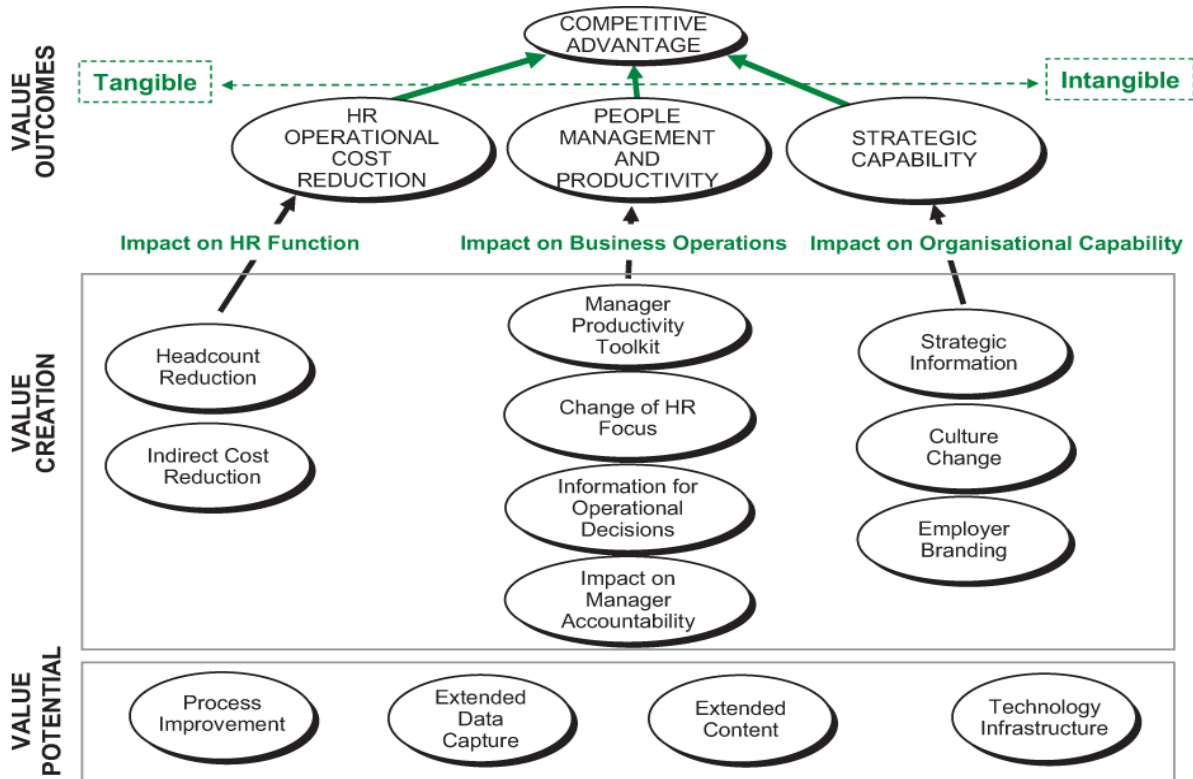 COMPETITIVE
ADVANTAGE
VALUE
OUTCOMES
Tangible
Intangible
HR
OPERATIONAL
COST
REDUCTION
PEOPLE
MANAGEMENT
AND
PRODUCTIVITY
STRATEGIC
CAPABILITY
Impact on HR Function
Impact on Business Operations
Impact on Organisational Capability
VALUE
CREATION
Headcount
Reduction
Indirect Cost
Reduction
Manager
Productivity
Toolkit
Change of HR
Focus
Information for
Operational
Decisions
Impact on
Manager
Accountability
Strategic
Information
Culture
Change
Employer
Branding
VALUE
POTENTIAL
Process
Improvement
Extended
Data
Capture
Extended
Content
Technology
Infrastructure